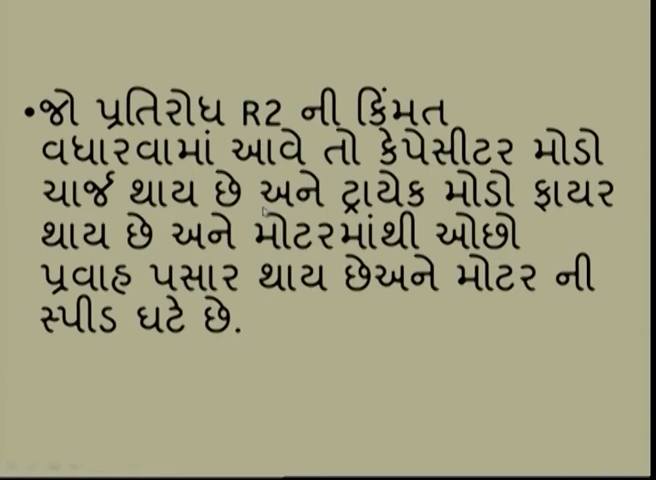 •જો પ્રતિરોધ R2 ની કિંમત
વધારવામાં આવે તો કેપેસીટર મોડો
ચાર્જ થાય છે અને ટ્રાયેક મોડો ફાયર
થાય છે અને મોટરમાંથી ઓછો
પ્રવાહ પસાર થાય છેઅને મોટર ની
સ્પીડ ઘટે છે.